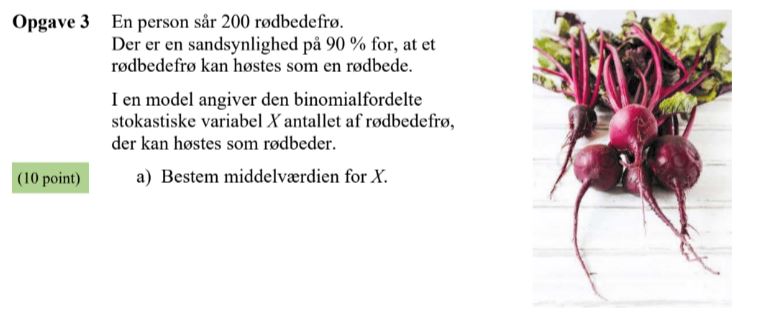 Opgave 3 En person sår 200 rødbedefrø.
Der er en sandsynlighed på 90 % for, at et
rødbedefrø kan høstes som en rødbede.
I en model angiver den binomialfordelte
stokastiske variabel X antallet af rødbedefrø,
der kan høstes som rødbeder.
(10 point) a) Bestem middelværdien for X.